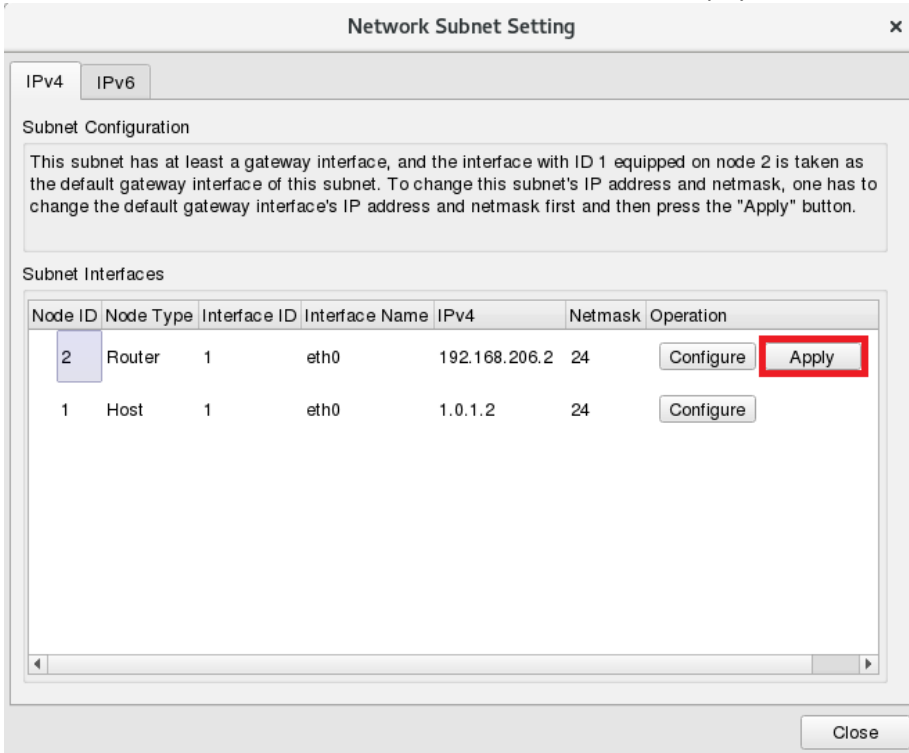 Network Subnet Setting ×
IPv4 IPv6
Subnet Configuration
This subnet has at least a gateway interface, and the interface with ID 1 equipped on node 2 is taken as
the default gateway interface of this subnet. To change this subnet's IP address and netmask, one has to
change the default gateway interface's IP address and netmask first and then press the "Apply" button.
Subnet Interfaces
Node ID Node Type Interface ID Interface Name IPv4 Netmask Operation
2 Router 1 eth0 192.168.206.2 24 Configure Apply
1 Host 1 eth0 1.0.1.2 24 Configure
Close